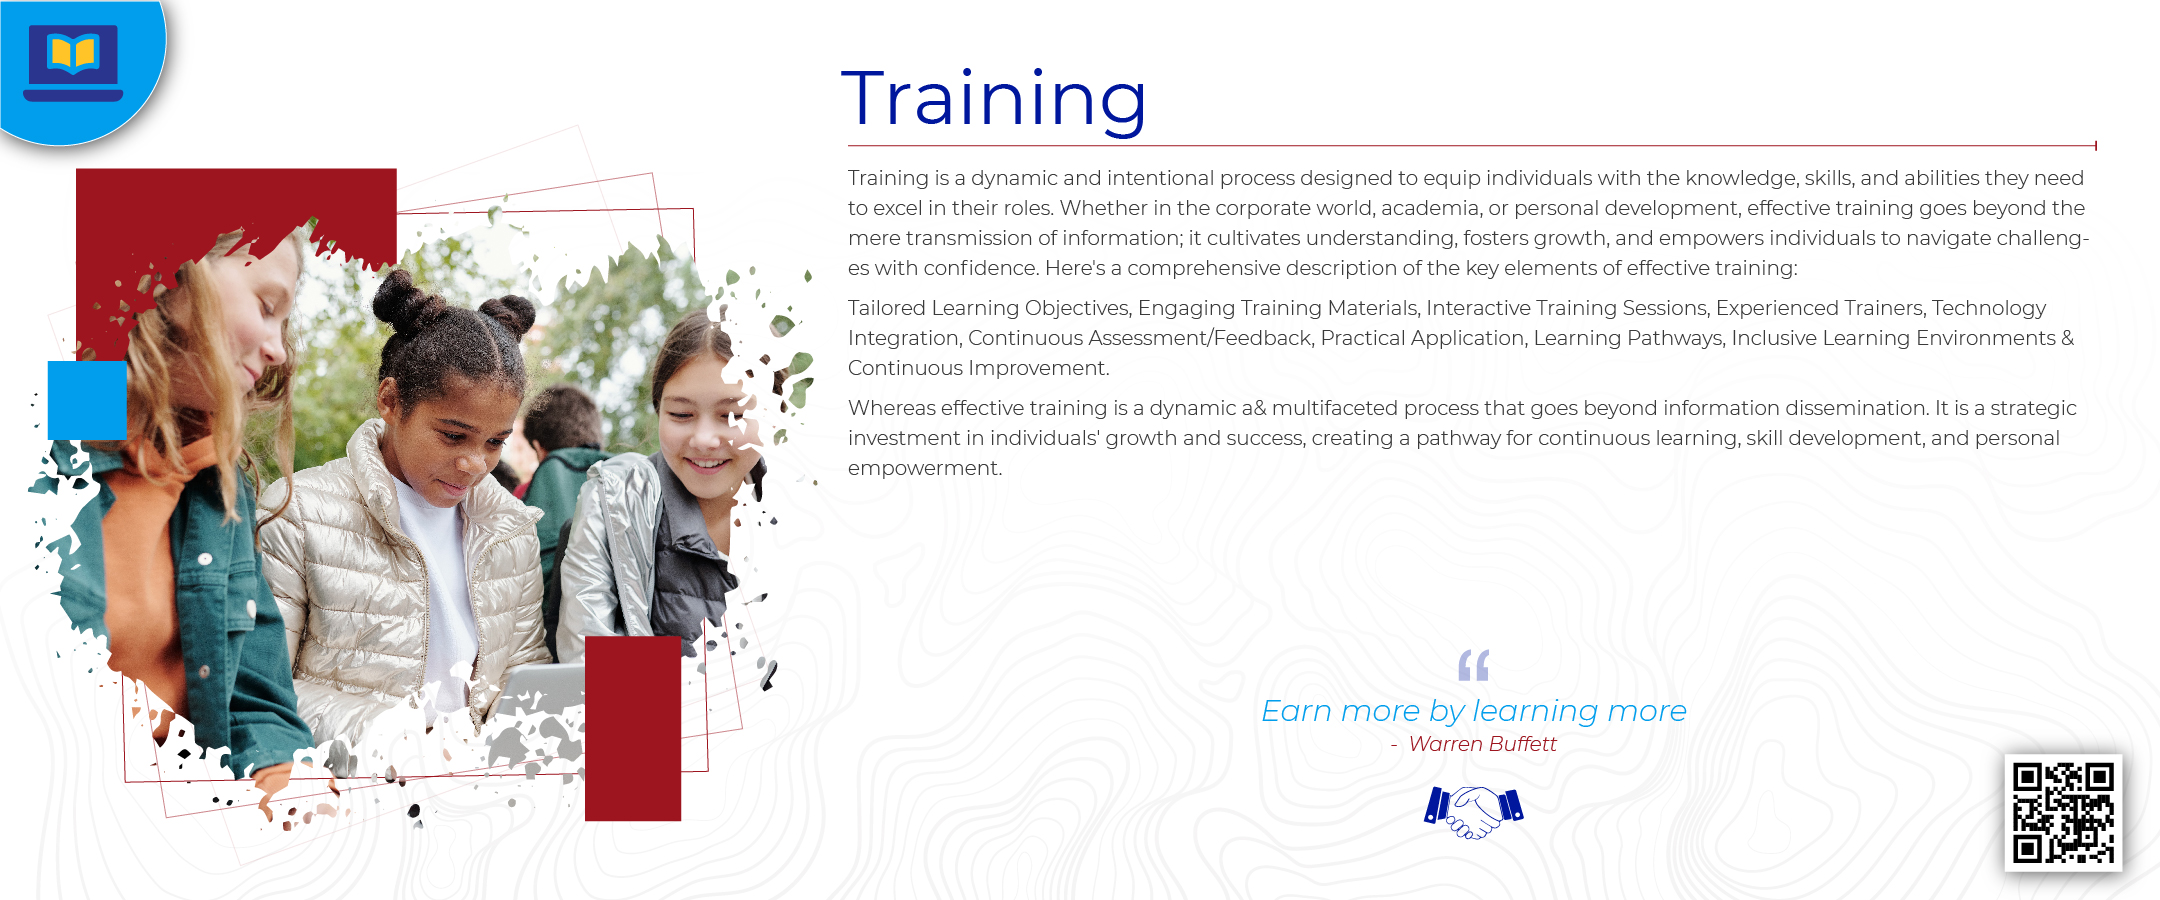 Training
Training is a dynamic and intentional process designed to equip individuals with the knowledge, skills, and abilities they need
to excel in their roles. Whether in the corporate world, academia, or personal development, effective training goes beyond the
mere transmission of information; it cultivates understanding, fosters growth, and empowers individuals to navigate challeng-
es with confidence. Here's a comprehensive description of the key elements of effective training:
Tailored Learning Objectives, Engaging Training Materials, Interactive Training Sessions, Experienced Trainers, Technology
Integration, Continuous Assessment/Feedback, Practical Application, Learning Pathways, Inclusive Learning Environments &
Continuous Improvement.
Whereas effective training is a dynamic a& multifaceted process that goes beyond information dissemination. It is a strategic
investment in individuals' growth and success, creating a pathway for continuous learning, skill development, and personal
empowerment.
“
Earn more by learning more
- Warren Buffett